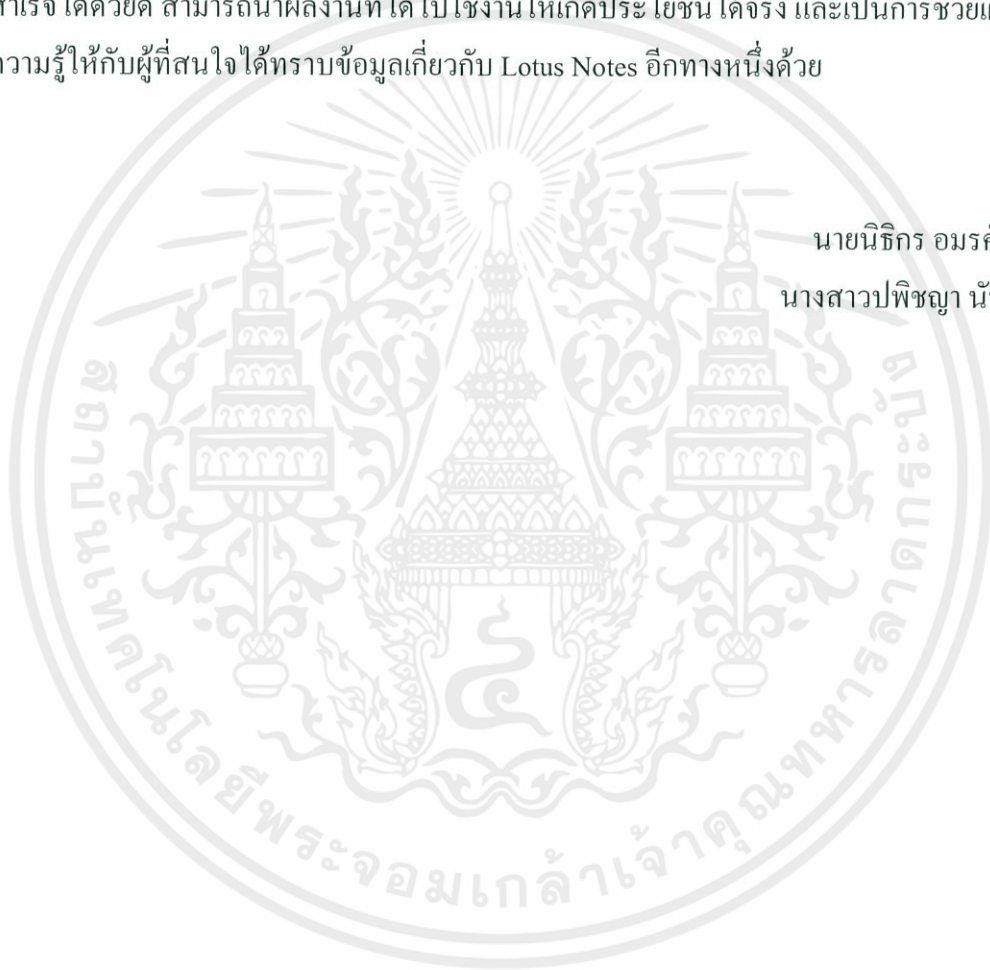 สำเร็จได้ด้วยดี สามารถนำผลงานที่ได้ไปใช้งานให้เกิดประโยชน์ได้จริง และเป็นการช่วย
ความรู้ให้กับผู้ที่สนใจได้ทราบข้อมูลเกี่ยวกับ Lotus Notes อีกทางหนึ่งด้วย
นายนิธิกร
นางสาวปพิชญา
สถาบันเทคโนโลยีพระจอมเกล้าเจ้าคุณทหารลาดกระบัง